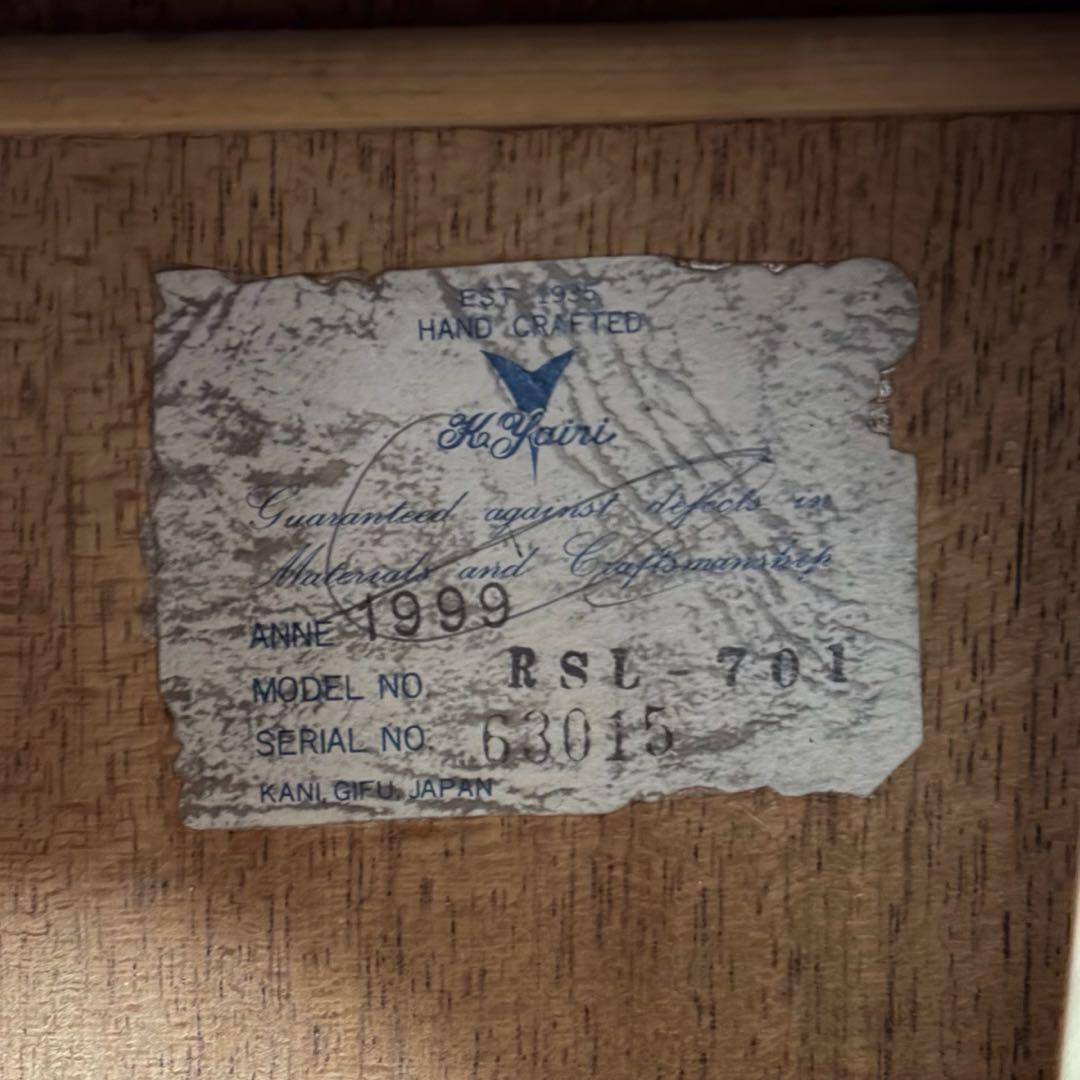 EST. 1935
HAND CRAFTED
K. Yairi
Guaranteed against defects in
Materials and Craftsmanship
ANNE 1999
MODEL NO. RSL-701
SERIAL NO. 63015
KANI, GIFU, JAPAN